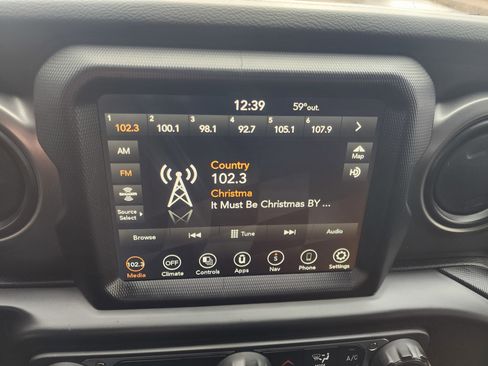 12:39 59° out.
1 2 3 4 5 6
102.3 100.1 98.1 92.7 105.1 107.9
AM
FM
Source Select
Map
HD
Country
102.3
Christma
It Must Be Christmas BY ...
Browse Tune Audio
102.3 OFF S
Media Climate Controls Apps Nav Phone Settings
A/C